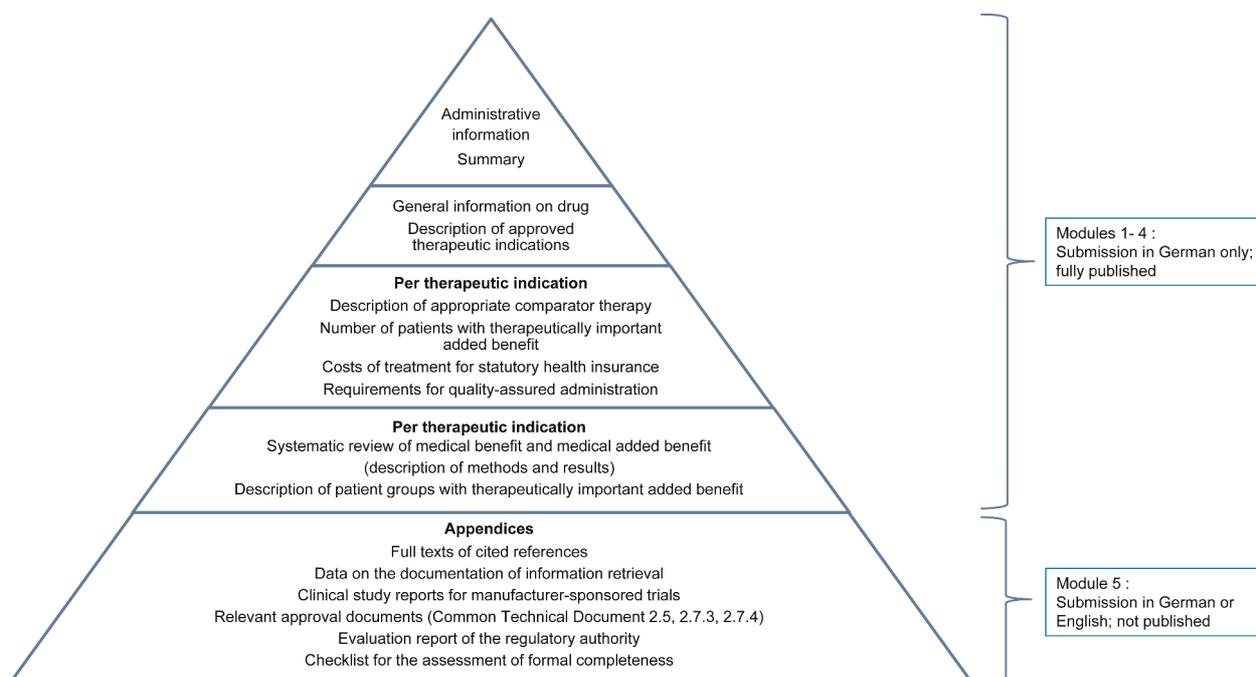 Administrative
information
Summary
General information on drug
Description of approved
therapeutic indications
Per therapeutic indication
Description of appropriate comparator therapy
Number of patients with therapeutically important
added benefit
Costs of treatment for statutory health insurance
Requirements for quality-assured administration
Per therapeutic indication
Systematic review of medical benefit and medical added benefit
(description of methods and results)
Description of patient groups with therapeutically important added benefit
Appendices
Full texts of cited references
Data on the documentation of information retrieval
Clinical study reports for manufacturer-sponsored trials
Relevant approval documents (Common Technical Document 2.5, 2.7.3, 2.7.4)
Evaluation report of the regulatory authority
Checklist for the assessment of formal completeness
Modules 1- 4 :
Submission in German only;
fully published
Module 5 :
Submission in German or
English; not published